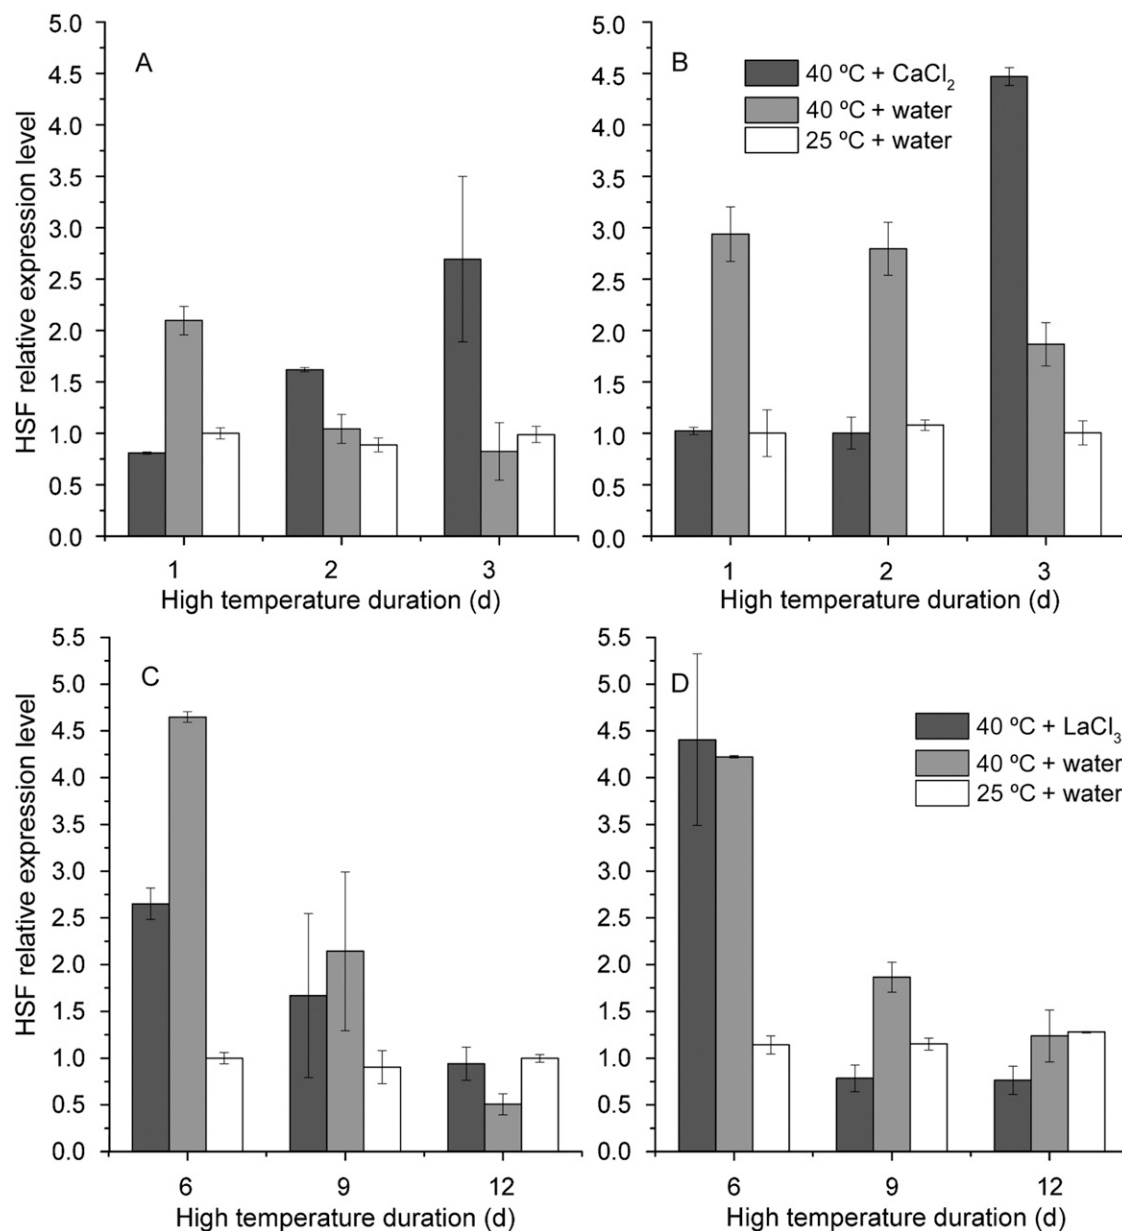 A
HSF relative expression level
5.0
4.5
4.0
3.5
3.0
2.5
2.0
1.5
1.0
0.5
0.0
1 2 3
High temperature duration (d)
B
40 ºC + CaCl₂
40 ºC + water
25 ºC + water
5.0
4.5
4.0
3.5
3.0
2.5
2.0
1.5
1.0
0.5
0.0
1 2 3
High temperature duration (d)
C
HSF relative expression level
5.5
5.0
4.5
4.0
3.5
3.0
2.5
2.0
1.5
1.0
0.5
0.0
6 9 12
High temperature duration (d)
D
40 ºC + LaCl₃
40 ºC + water
25 ºC + water
5.5
5.0
4.5
4.0
3.5
3.0
2.5
2.0
1.5
1.0
0.5
0.0
6 9 12
High temperature duration (d)